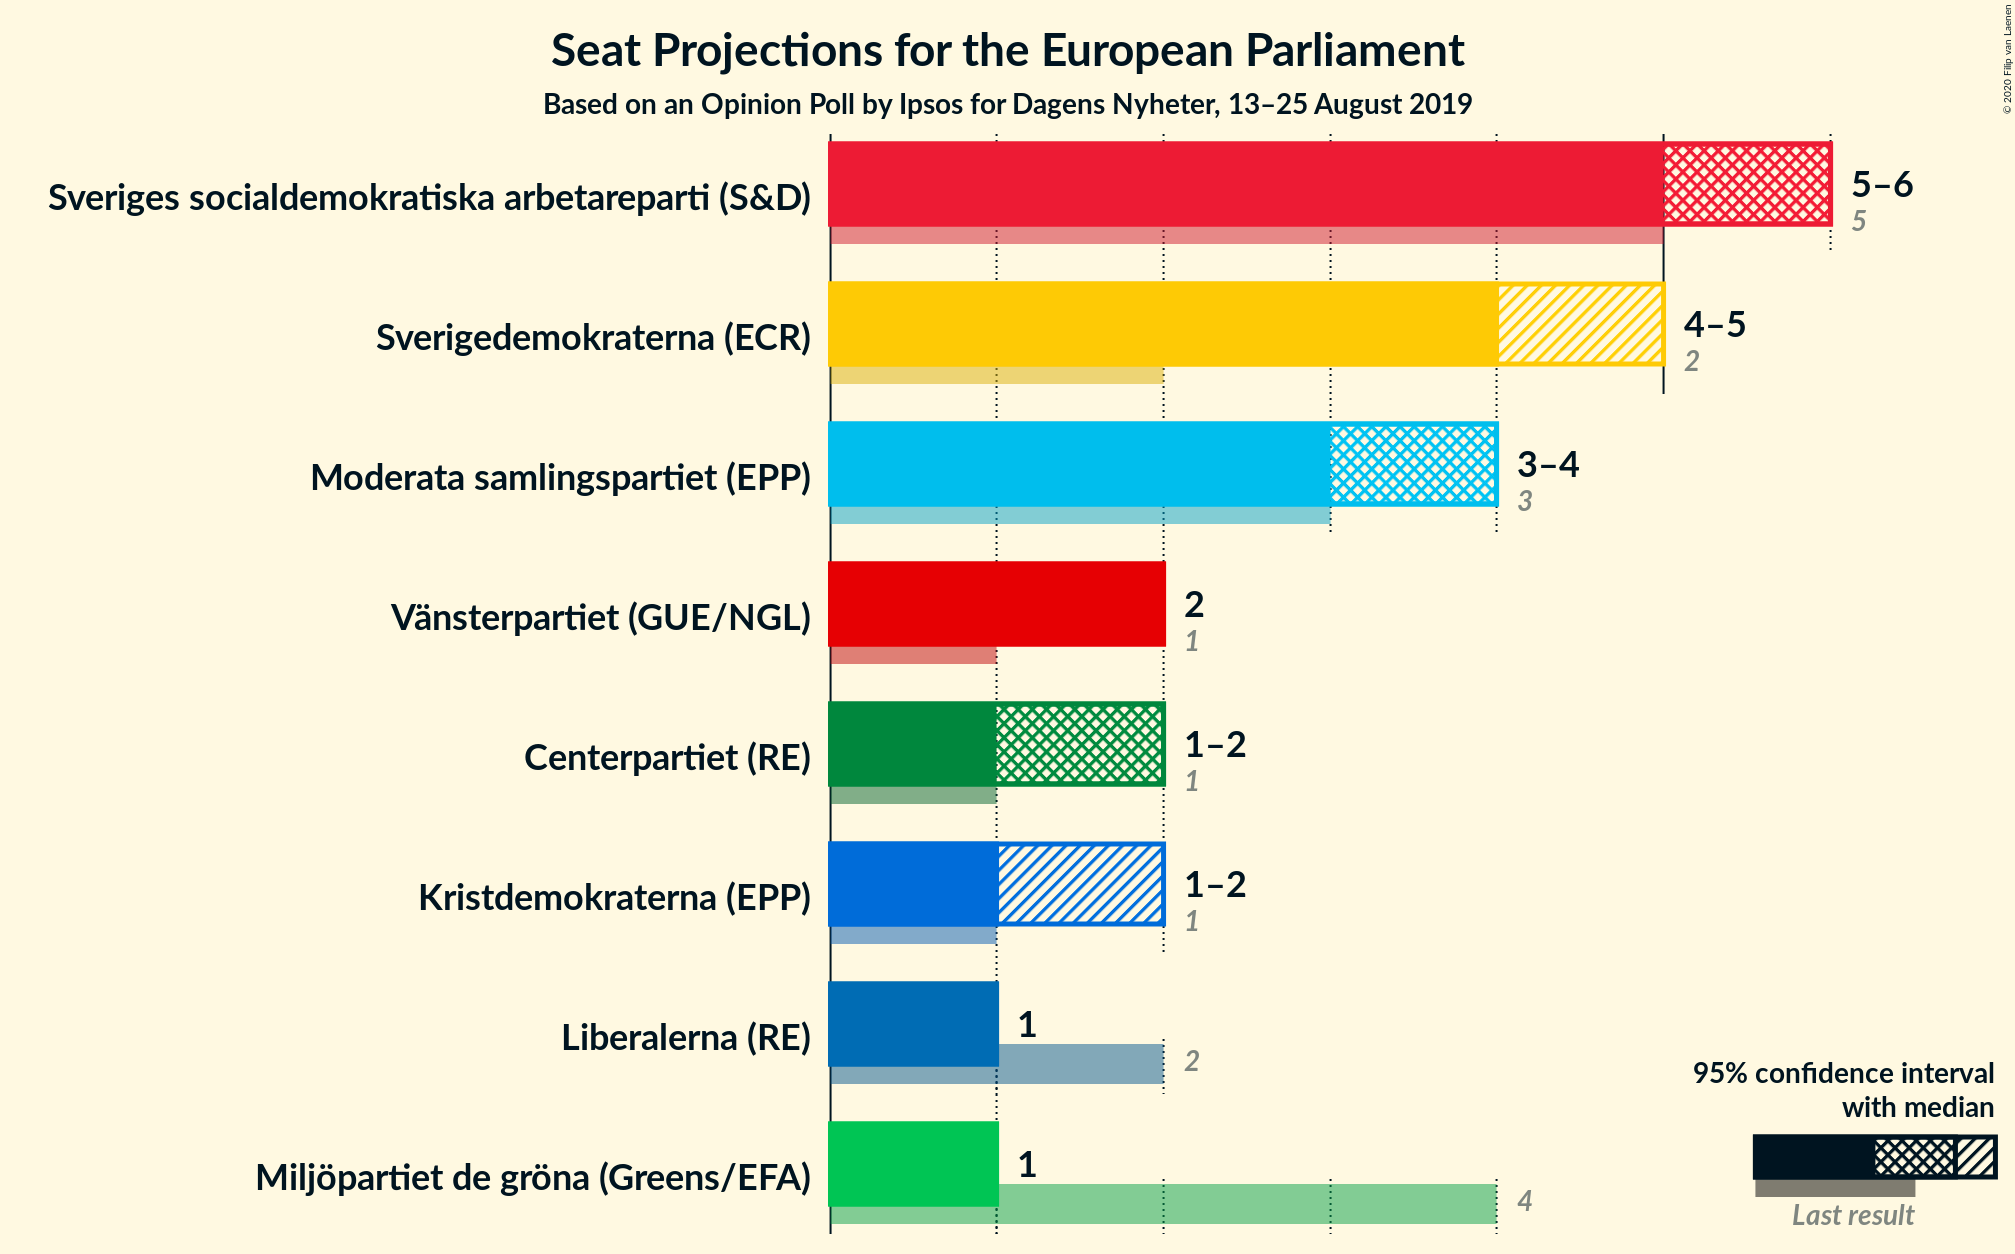 Seat Projections for the European Parliament
Based on an Opinion Poll by Ipsos for Dagens Nyheter, 13–25 August 2019
© 2020 Filip van Laenen
Sveriges socialdemokratiska arbetareparti (S&D)
5–6
5
Sverigedemokraterna (ECR)
4–5
2
Moderata samlingspartiet (EPP)
3–4
3
Vänsterpartiet (GUE/NGL)
2
1
Centerpartiet (RE)
1–2
1
Kristdemokraterna (EPP)
1–2
1
Liberalerna (RE)
1
2
Miljöpartiet de gröna (Greens/EFA)
1
4
95% confidence interval
with median
Last result